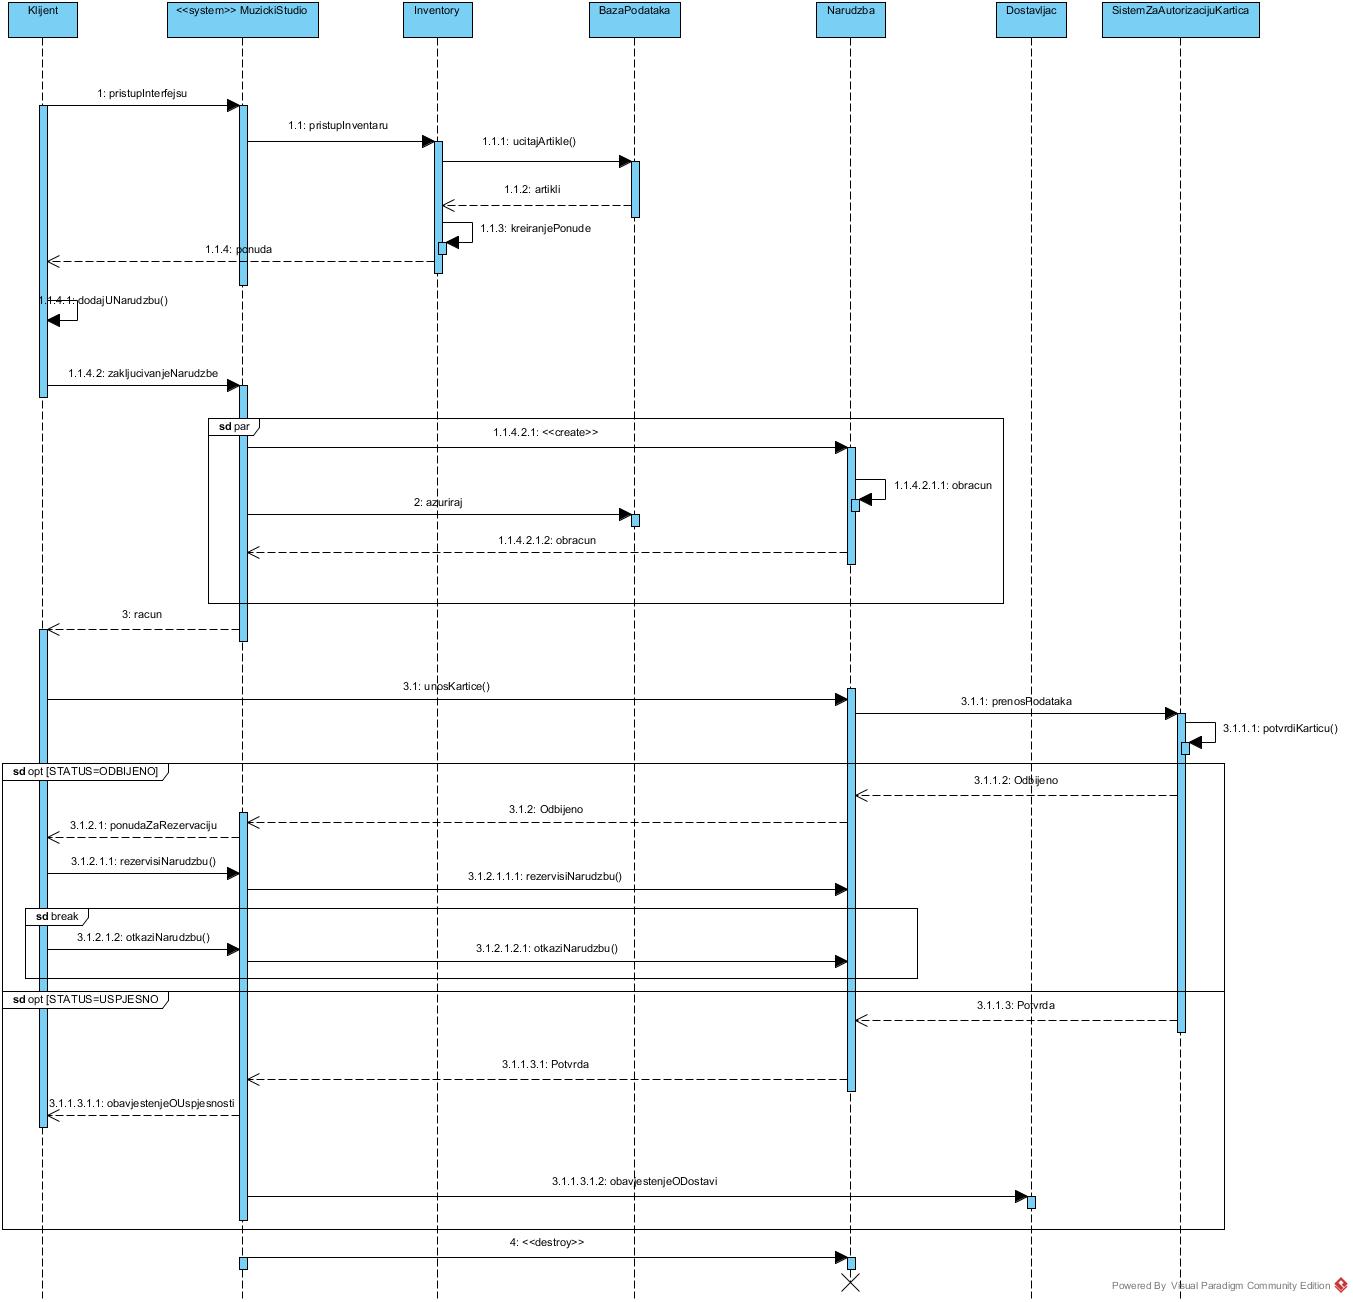 Klijent
<<system>> MuzickiStudio
Inventory
BazaPodataka
Narudzba
Dostavljac
SistemZaAutorizacijuKartica
1: pristupInterfejsu
1.1: pristupInventaru
1.1.1: ucitajArtikle()
1.1.2: artikli
1.1.3: kreiranjePonude
1.1.4: ponuda
1.1.4.1: dodajUNarudzbu()
1.1.4.2: zakljucivanjeNarudzbe
sd par
1.1.4.2.1: <<create>>
1.1.4.2.1.1: obracun
2: azuriraj
1.1.4.2.1.2: obracun
3: racun
3.1: unosKartice()
3.1.1: prenosPodataka
3.1.1.1: potvrdiKarticu()
sd opt [STATUS=ODBIJENO]
3.1.1.2: Odbijeno
3.1.2: Odbijeno
3.1.2.1: ponudaZaRezervaciju
3.1.2.1.1: rezervisiNarudzbu()
3.1.2.1.1.1: rezervisiNarudzbu()
sd break
3.1.2.1.2: otkaziNarudzbu()
3.1.2.1.2.1: otkaziNarudzbu()
sd opt [STATUS=USPJESNO
3.1.1.3: Potvrda
3.1.1.3.1: Potvrda
3.1.1.3.1.1: obavjestenjeOUspjesnosti
3.1.1.3.1.2: obavjestenjeODostavi
4: <<destroy>>
Powered By Visual Paradigm Community Edition